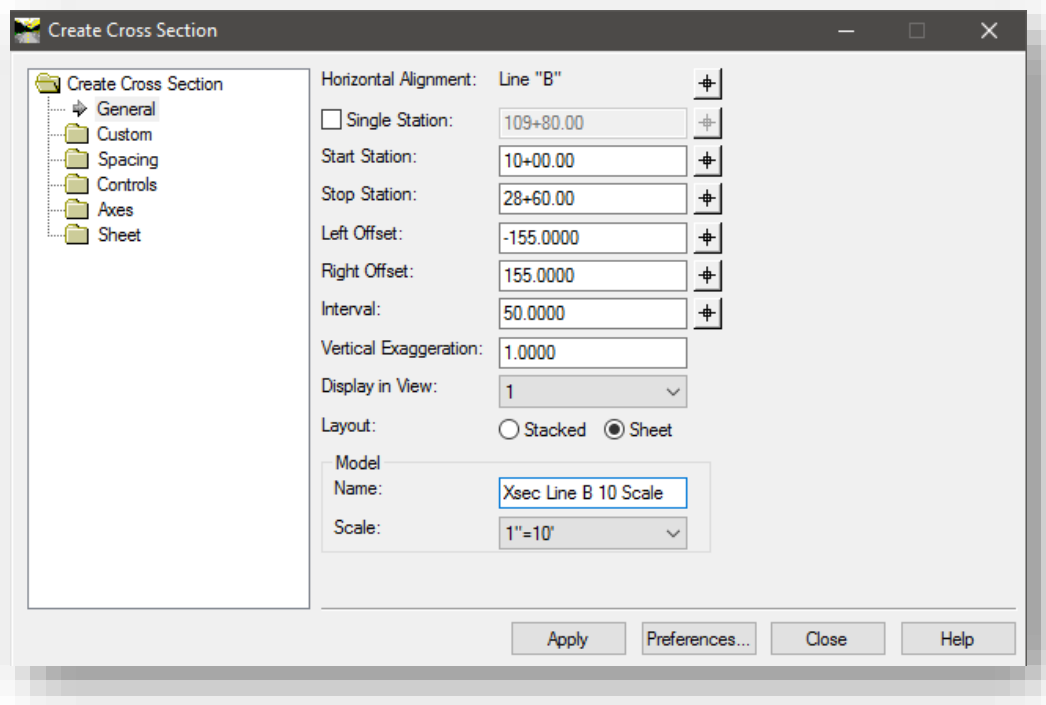 Create Cross Section
Create Cross Section
General
Custom
Spacing
Controls
Axes
Sheet
Horizontal Alignment: Line "B"
Single Station: 109+80.00
Start Station: 10+00.00
Stop Station: 28+60.00
Left Offset: -155.0000
Right Offset: 155.0000
Interval: 50.0000
Vertical Exaggeration: 1.0000
Display in View: 1
Layout: Stacked Sheet
Model
Name: Xsec Line B 10 Scale
Scale: 1"=10'
Apply Preferences... Close Help